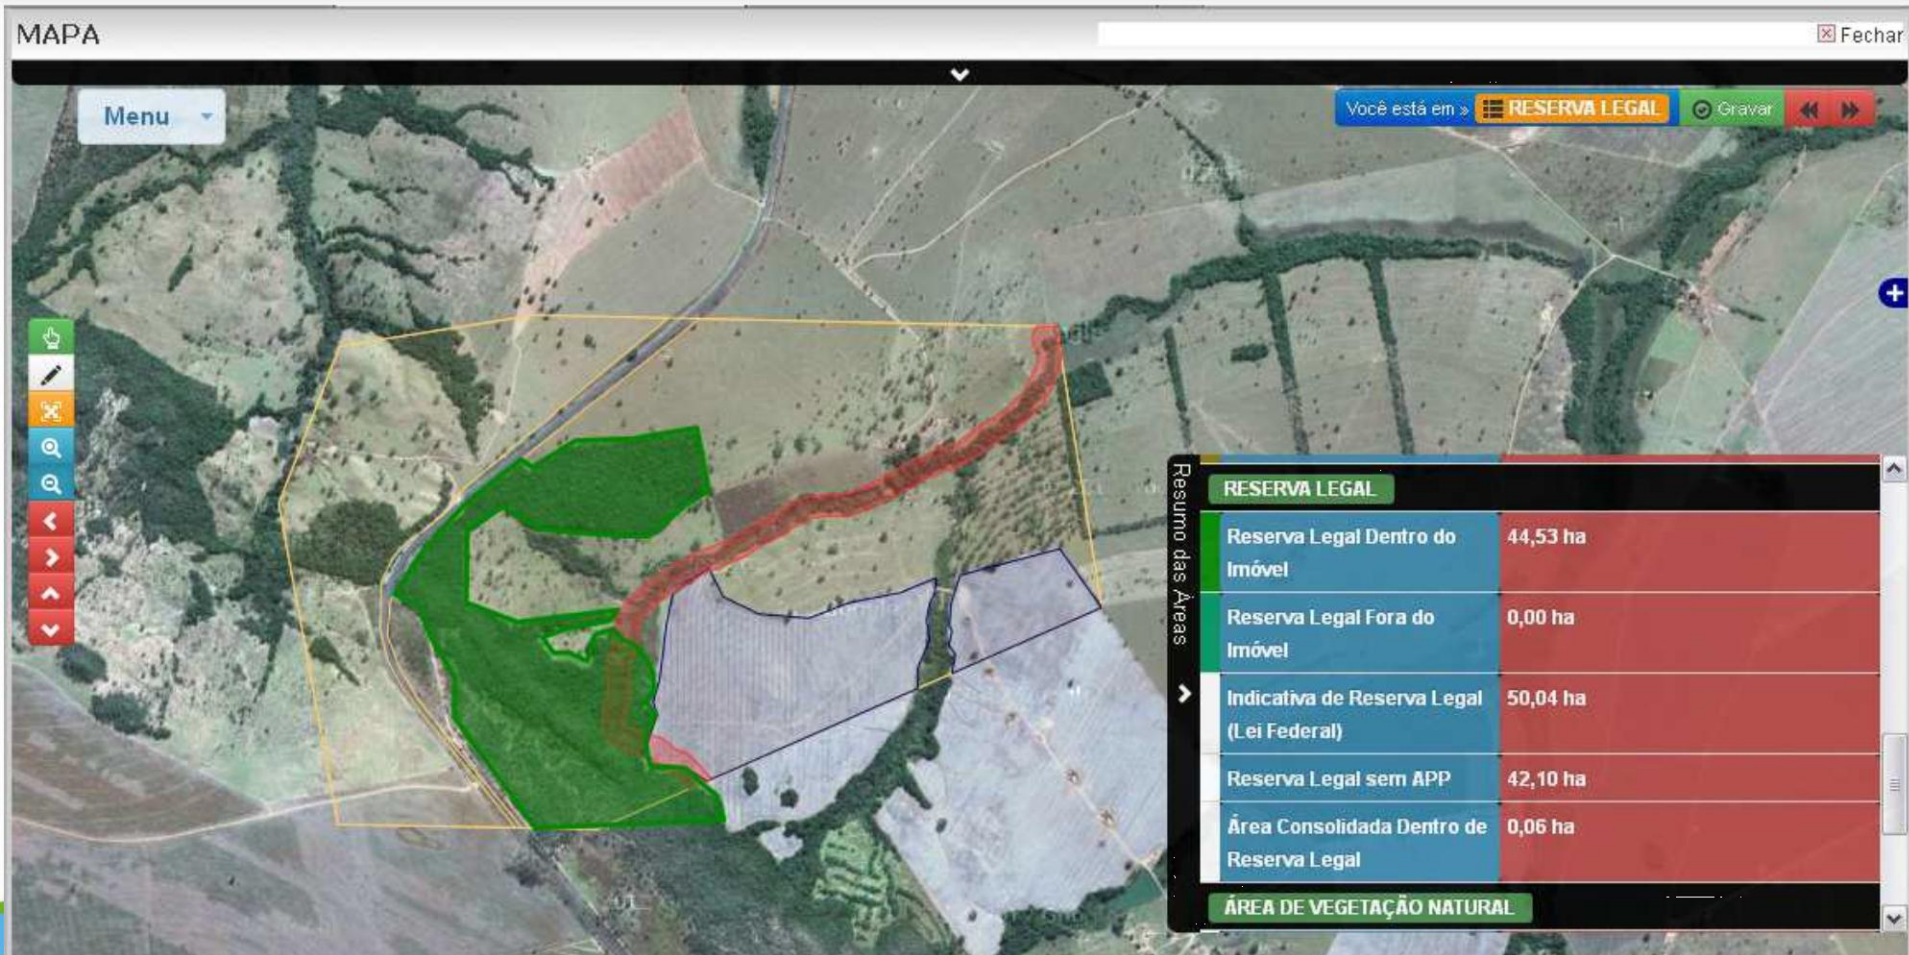 MAPA
Fechar
Menu
Você está em » RESERVA LEGAL Gravar
Resumo das Áreas
RESERVA LEGAL
Reserva Legal Dentro do
Imóvel
44,53 ha
Reserva Legal Fora do
Imóvel
0,00 ha
Indicativa de Reserva Legal
(Lei Federal)
50,04 ha
Reserva Legal sem APP
42,10 ha
Área Consolidada Dentro de
Reserva Legal
0,06 ha
ÁREA DE VEGETAÇÃO NATURAL